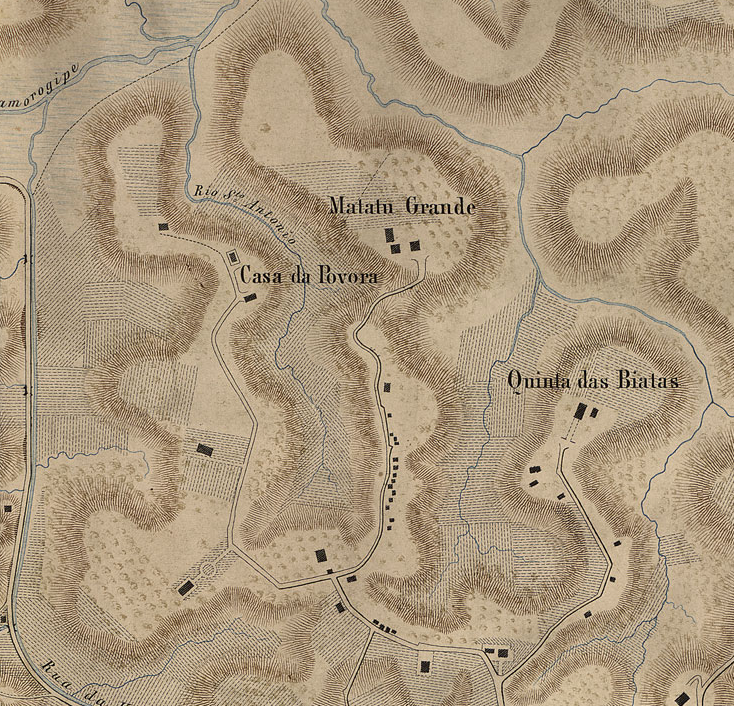 amorogipe
Rio Sto Antonio
Matatu Grande
Casa da Povora
Quinta das Biatas
Rua da